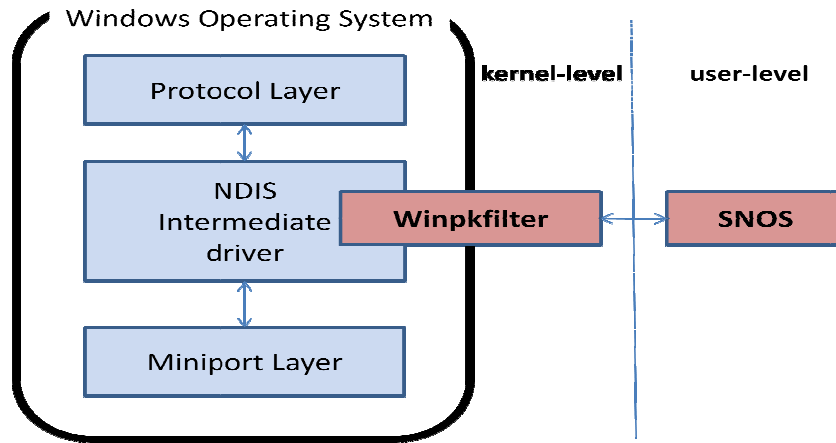 Windows Operating System
Protocol Layer
kernel-level
user-level
NDIS
Intermediate
driver
Winpkfilter
SNOS
Miniport Layer